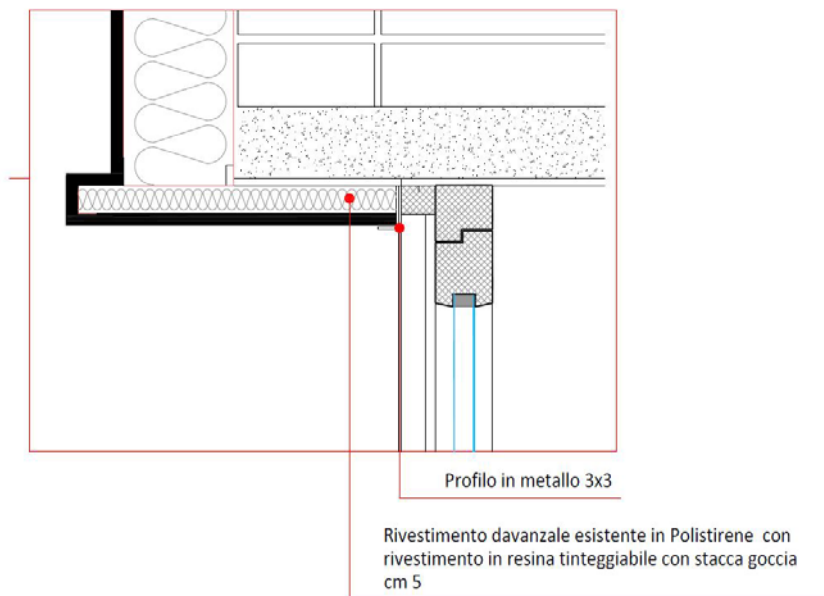 Profilo in metallo 3x3
Rivestimento davanzale esistente in Polistirene con
rivestimento in resina tinteggiabile con stacca goccia
cm 5